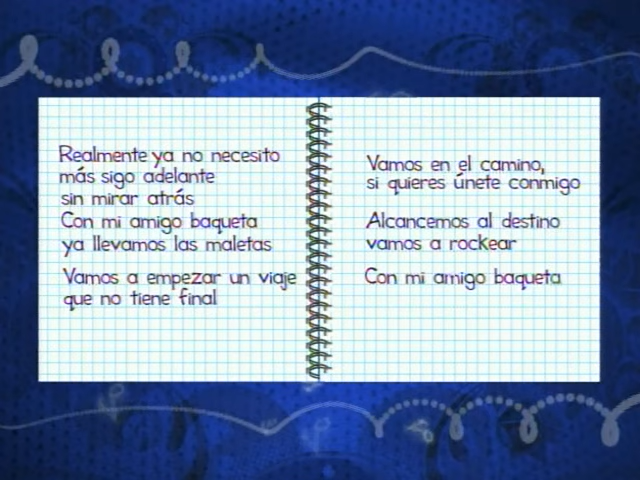 Realmente ya no necesito
más sigo adelante
sin mirar atrás
Con mi amigo baqueta
ya llevamos las maletas
Vamos a empezar un viaje
que no tiene final
Vamos en el camino,
si quieres únete conmigo
Alcancemos al destino
vamos a rockear
Con mi amigo baqueta